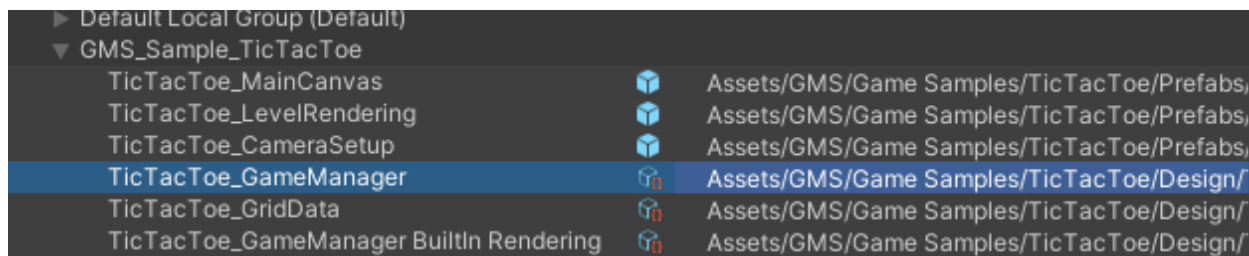 Default Local Group (Default)
GMS_Sample_TicTacToe
TicTacToe_MainCanvas Assets/GMS/Game Samples/TicTacToe/Prefabs/
TicTacToe_LevelRendering Assets/GMS/Game Samples/TicTacToe/Prefabs/
TicTacToe_CameraSetup Assets/GMS/Game Samples/TicTacToe/Prefabs/
TicTacToe_GameManager Assets/GMS/Game Samples/TicTacToe/Design/
TicTacToe_GridData Assets/GMS/Game Samples/TicTacToe/Design/
TicTacToe_GameManager BuiltIn Rendering Assets/GMS/Game Samples/TicTacToe/Design/